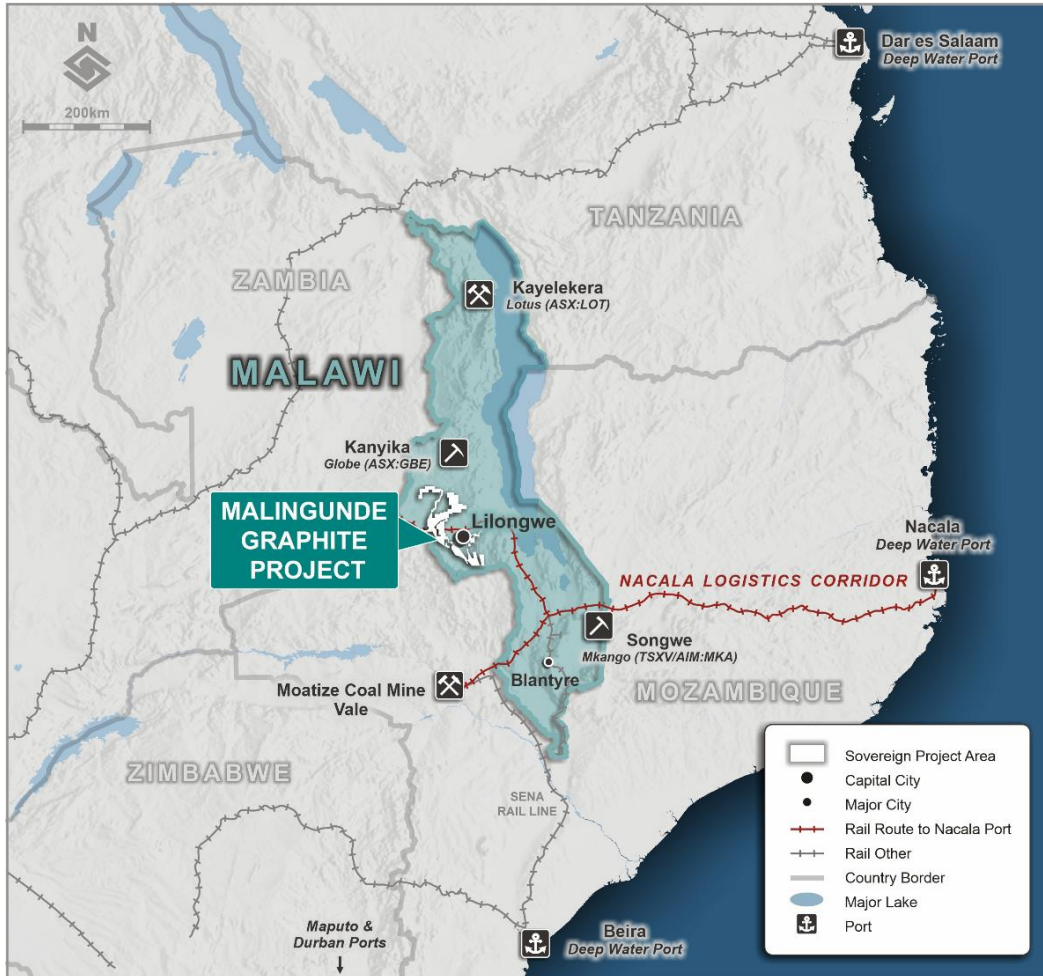 N
200km
Dar es Salaam
Deep Water Port
TANZANIA
ZAMBIA
Kayelekera
Lotus (ASX:LOT)
MALAWI
Kanyika
Globe (ASX:GBE)
MALINGUNDE
GRAPHITE
PROJECT
Lilongwe
Nacala
Deep Water Port
NACALA LOGISTICS CORRIDOR
Songwe
Mkango (TSXV/AIM:MKA)
Blantyre
MOZAMBIQUE
Moatize Coal Mine
Vale
ZIMBABWE
SENA
RAIL LINE
Maputo &
Durban Ports
Beira
Deep Water Port
Sovereign Project Area
Capital City
Major City
Rail Route to Nacala Port
Rail Other
Country Border
Major Lake
Port